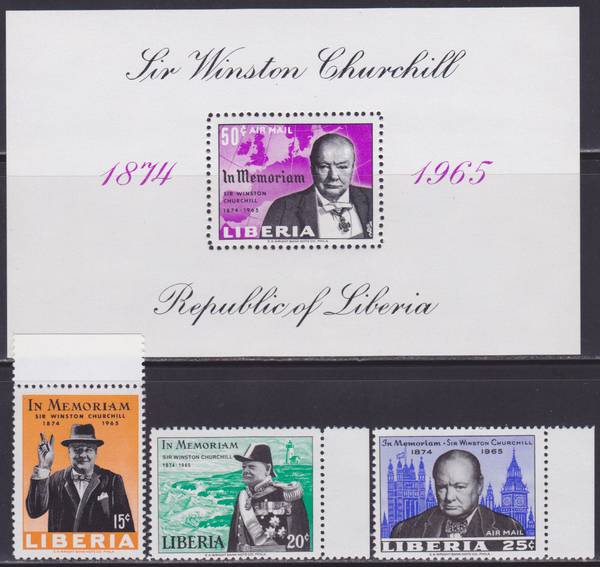 Sir Winston Churchill
50¢ AIR MAIL
In Memoriam
SIR WINSTON
CHURCHILL
1874 - 1965
LIBERIA
1874
1965
Republic of Liberia
IN MEMORIAM
SIR WINSTON CHURCHILL
1874 1965
15¢
LIBERIA
IN MEMORIAM
SIR WINSTON CHURCHILL
1874 - 1965
LIBERIA 20¢
In Memoriam - SIR WINSTON CHURCHILL
1874 1965
AIR MAIL
LIBERIA 25¢